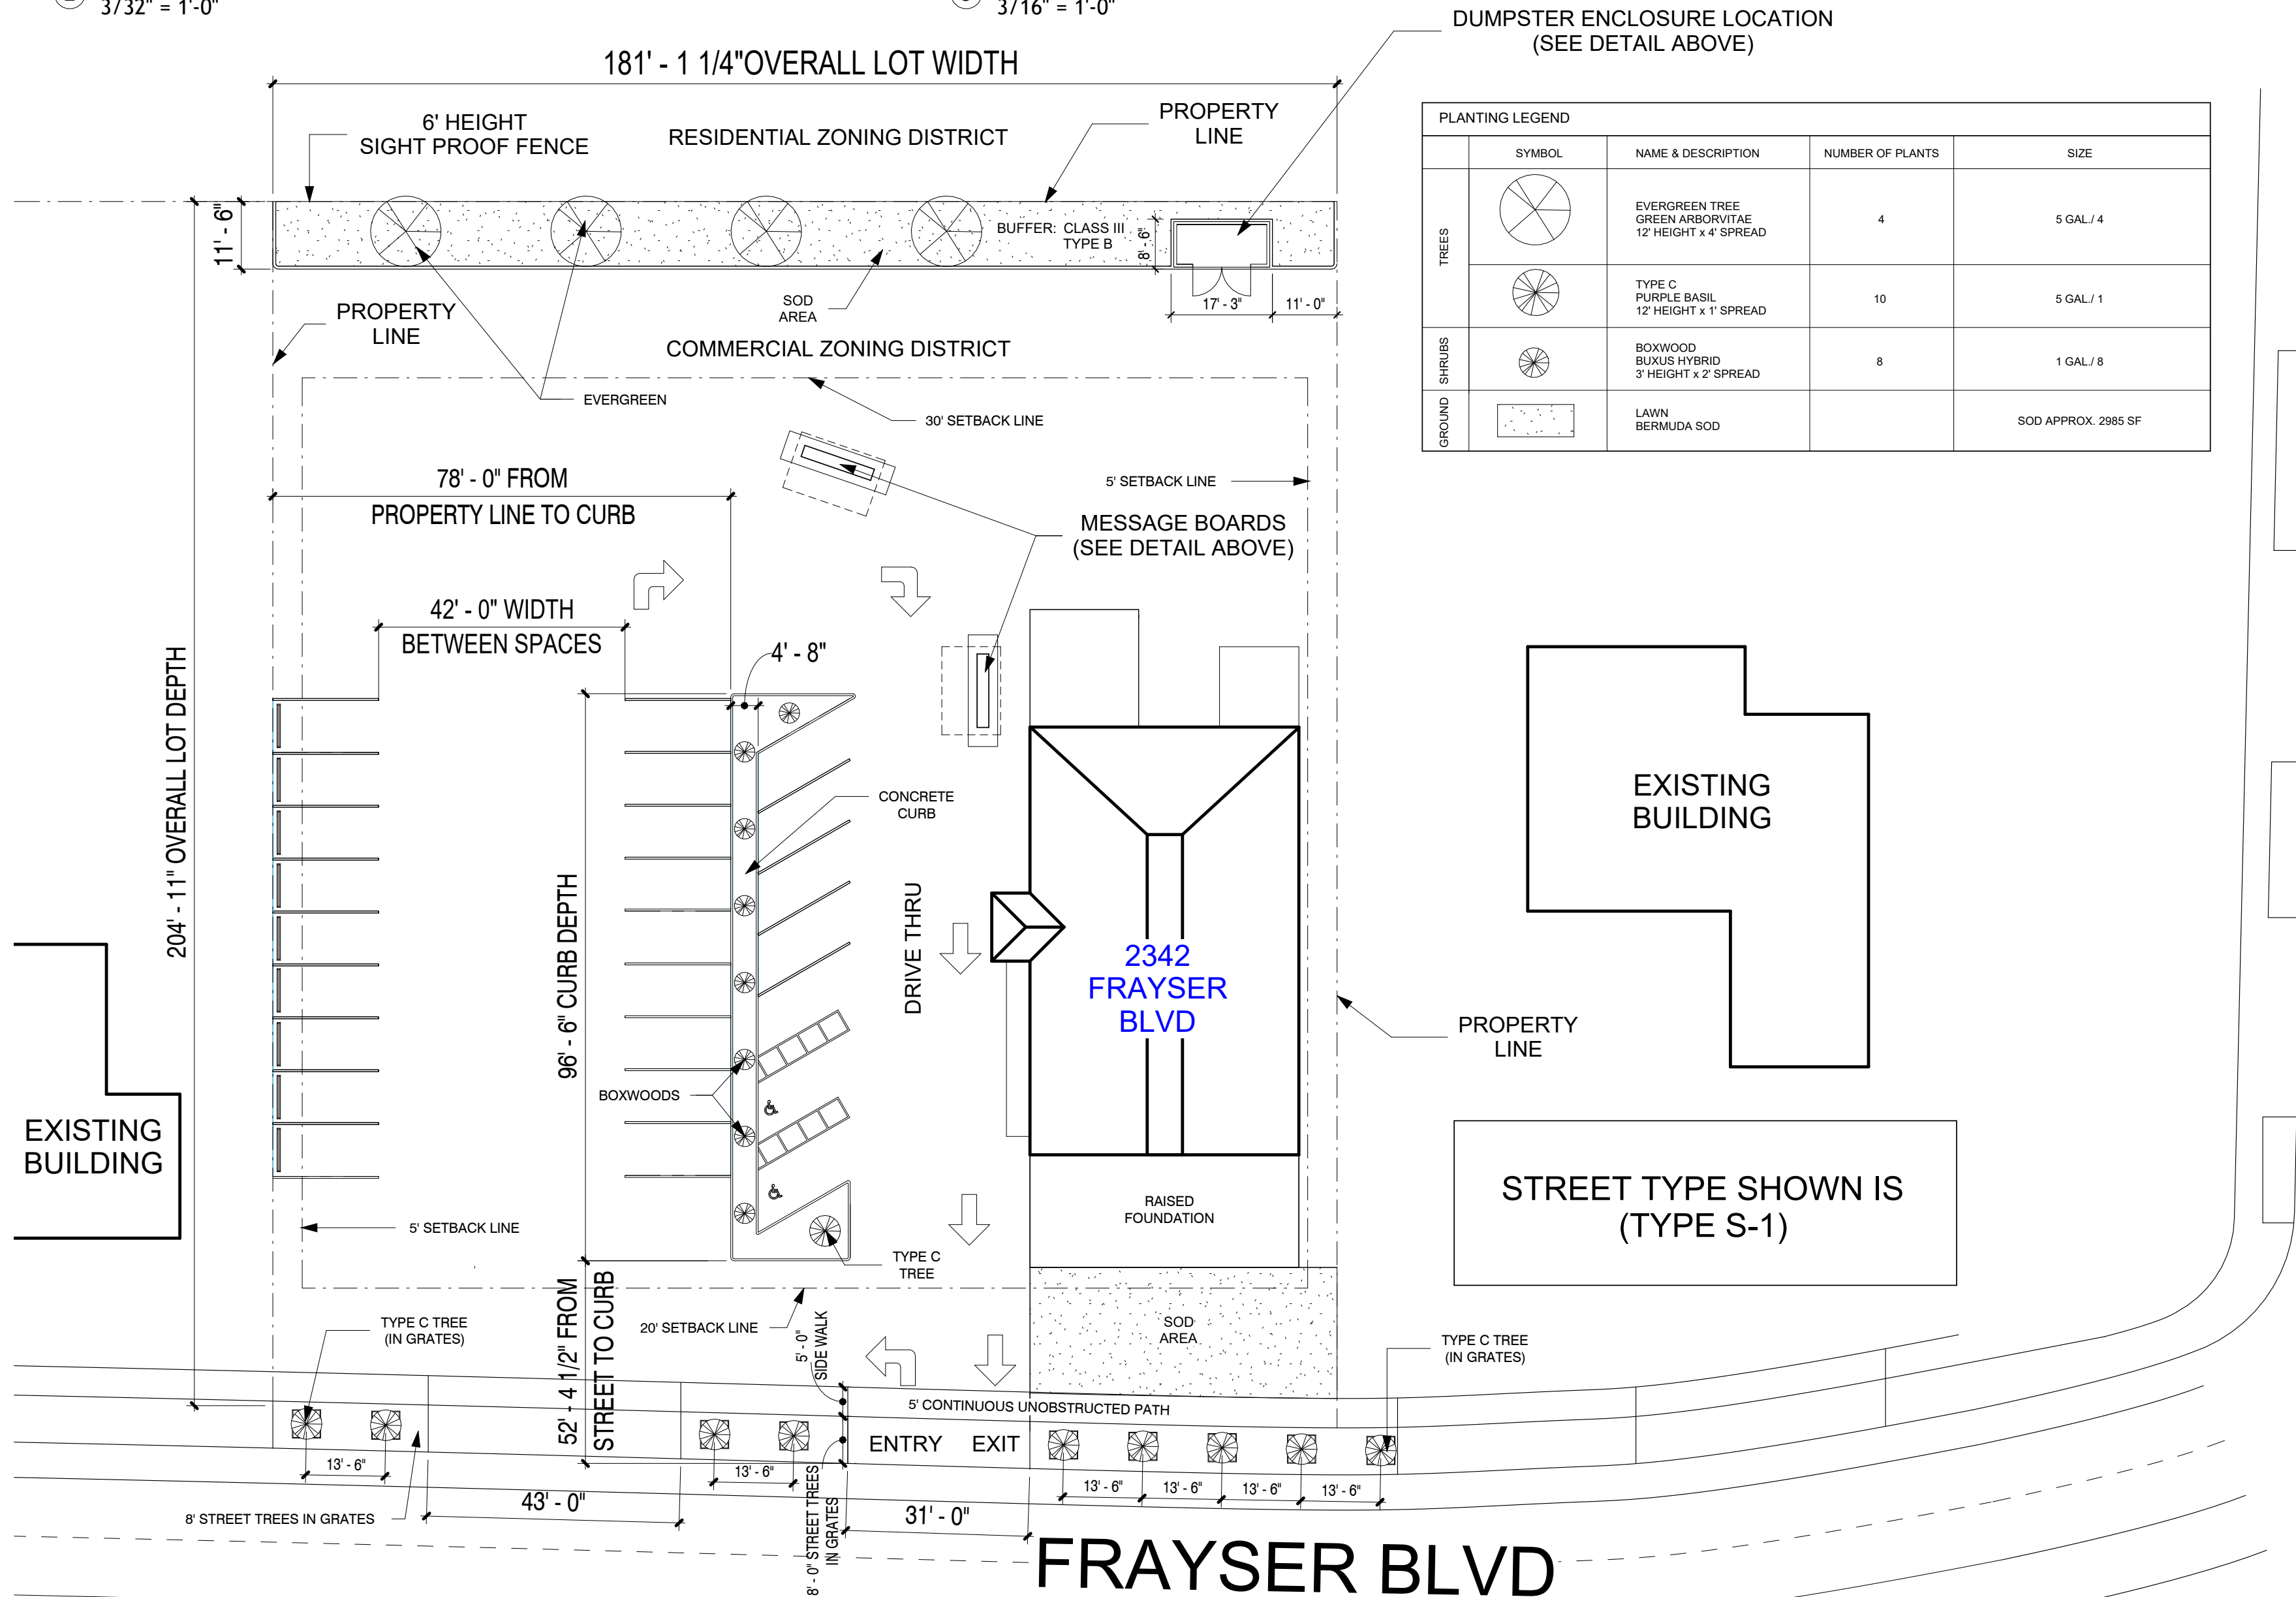 3/32" = 1'-0"
3/16" = 1'-0"
DUMPSTER ENCLOSURE LOCATION
(SEE DETAIL ABOVE)
181' - 1 1/4"OVERALL LOT WIDTH
6' HEIGHT
SIGHT PROOF FENCE
RESIDENTIAL ZONING DISTRICT
PROPERTY
LINE
PLANTING LEGEND
SYMBOL
NAME & DESCRIPTION
NUMBER OF PLANTS
SIZE
TREES
EVERGREEN TREE
GREEN ARBORVITAE
12' HEIGHT x 4' SPREAD
4
5 GAL./ 4
TYPE C
PURPLE BASIL
12' HEIGHT x 1' SPREAD
10
5 GAL./ 1
SHRUBS
BOXWOOD
BUXUS HYBRID
3' HEIGHT x 2' SPREAD
8
1 GAL./ 8
GROUND
LAWN
BERMUDA SOD
SOD APPROX. 2985 SF
11' - 6"
BUFFER: CLASS III
TYPE B
8' - 6"
17' - 3"
11' - 0"
SOD
AREA
PROPERTY
LINE
COMMERCIAL ZONING DISTRICT
EVERGREEN
30' SETBACK LINE
78' - 0" FROM
PROPERTY LINE TO CURB
5' SETBACK LINE
MESSAGE BOARDS
(SEE DETAIL ABOVE)
42' - 0" WIDTH
BETWEEN SPACES
4' - 8"
204' - 11" OVERALL LOT DEPTH
CONCRETE
CURB
EXISTING
BUILDING
96' - 6" CURB DEPTH
DRIVE THRU
2342
FRAYSER
BLVD
PROPERTY
LINE
BOXWOODS
EXISTING
BUILDING
STREET TYPE SHOWN IS
(TYPE S-1)
RAISED
FOUNDATION
5' SETBACK LINE
TYPE C
TREE
52' - 4 1/2" FROM
STREET TO CURB
20' SETBACK LINE
5' - 0"
SIDE WALK
SOD
AREA
TYPE C TREE
(IN GRATES)
TYPE C TREE
(IN GRATES)
5' CONTINUOUS UNOBSTRUCTED PATH
ENTRY
EXIT
13' - 6"
13' - 6"
13' - 6"
13' - 6"
13' - 6"
13' - 6"
8' STREET TREES IN GRATES
43' - 0"
8' - 0" STREET TREES
IN GRATES
31' - 0"
FRAYSER BLVD